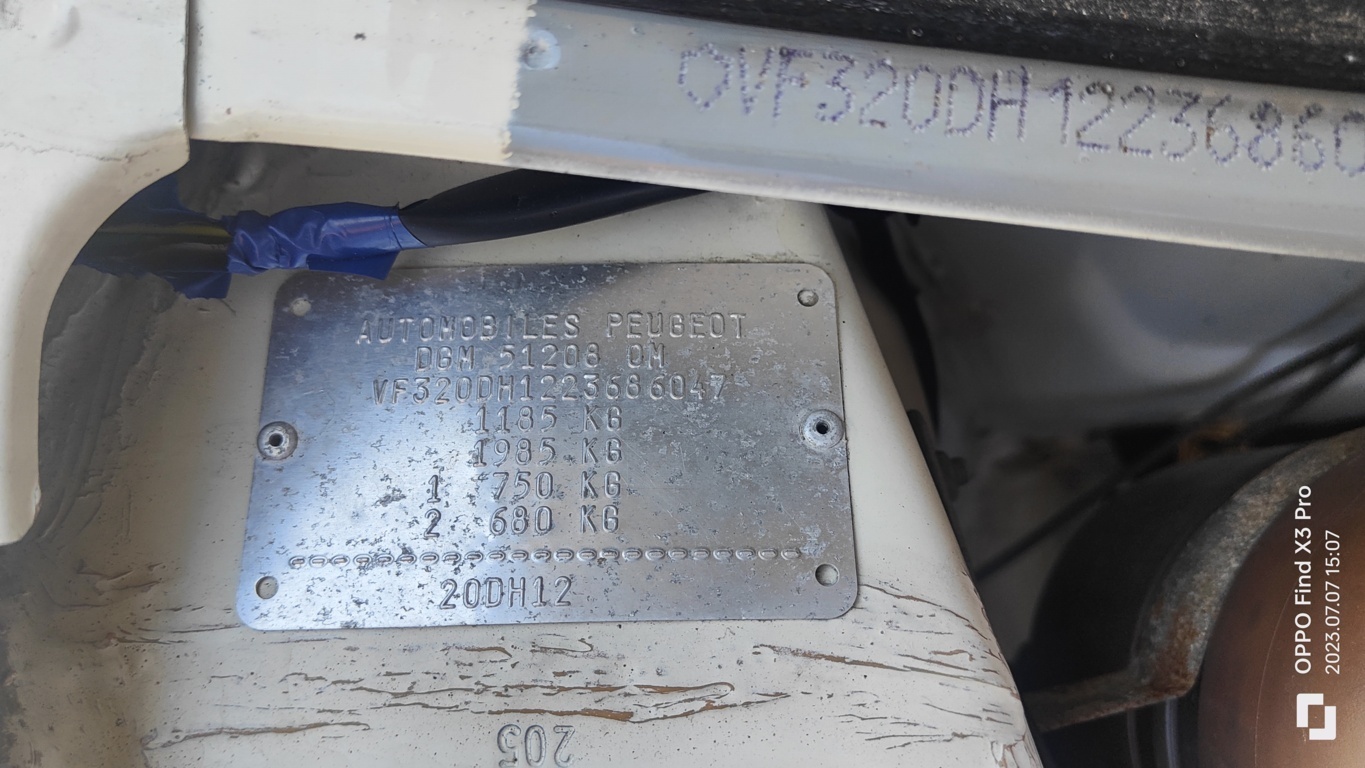 OVF320DH12236860
AUTOMOBILES PEUGEOT
DGM 51208 OM
VF320DH1223686047
1185 KG
1985 KG
1 750 KG
2 680 KG
20DH12
205
OPPO Find X3 Pro
2023.07.07 15:07